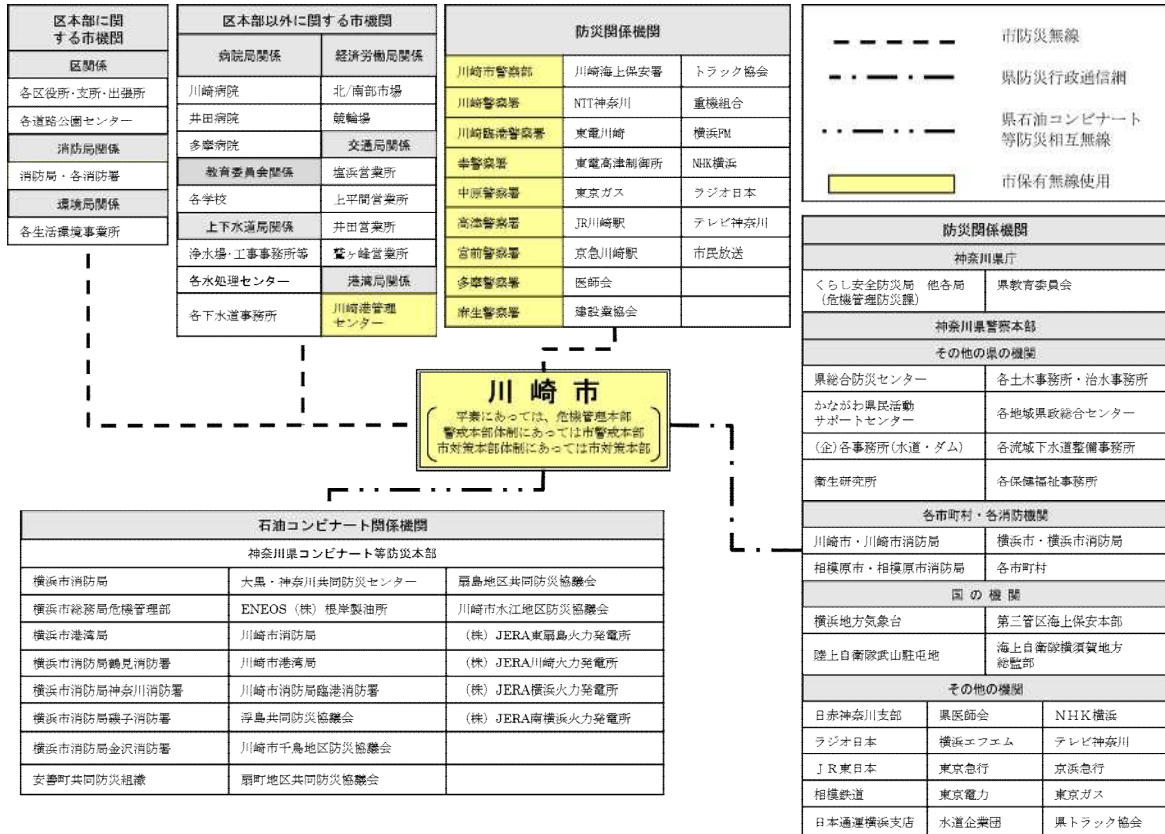 区本部に関
する市機関
区関係
各区役所・支所・出張所
各道路公園センター
消防局関係
消防局・各消防署
環境局関係
各生活環境事業所
区本部以外に関する市機関
病院局関係
経済労働局関係
川崎病院
北/南部市場
井田病院
競輪場
多摩病院
交通局関係
教育委員会関係
塩浜営業所
各学校
上平間営業所
上下水道局関係
井田営業所
浄水場・工事事務所等
鷲ヶ峰営業所
各水処理センター
港湾局関係
各下水道事務所
川崎港管理
センター
防災関係機関
川崎市警察部
川崎海上保安署
トラック協会
川崎警察署
NTT神奈川
重機組合
川崎臨港警察署
東電川崎
横浜FM
幸警察署
東電高津制御所
NHK横浜
中原警察署
東京ガス
ラジオ日本
高津警察署
JR川崎駅
テレビ神奈川
宮前警察署
京急川崎駅
市民放送
多摩警察署
医師会
麻生警察署
建設業協会
市防災無線
県防災行政通信網
県石油コンビナート
等防災相互無線
市保有無線使用
川崎市
平素にあっては、危機管理本部
警戒本部体制にあっては市警戒本部
市対策本部体制にあっては市対策本部
防災関係機関
神奈川県庁
くらし安全防災局 他各局
(危機管理防災課)
県教育委員会
神奈川県警察本部
その他の県の機関
県総合防災センター
各土木事務所・治水事務所
かながわ県民活動
サポートセンター
各地域県政総合センター
(企)各事務所(水道・ダム)
各流域下水道整備事務所
衛生研究所
各保健福祉事務所
各市町村・各消防機関
川崎市・川崎市消防局
横浜市・横浜市消防局
相模原市・相模原市消防局
各市町村
国の機関
横浜地方気象台
第三管区海上保安本部
陸上自衛隊武山駐屯地
海上自衛隊横須賀地方
総監部
その他の機関
日赤神奈川支部
県医師会
NHK横浜
ラジオ日本
横浜エフエム
テレビ神奈川
JR東日本
東京急行
京浜急行
相模鉄道
東京電力
東京ガス
日本通運横浜支店
水道企業団
県トラック協会
石油コンビナート関係機関
神奈川県コンビナート等防災本部
横浜市消防局
大黒・神奈川共同防災センター
扇島地区共同防災協議会
横浜市総務局危機管理部
ENEOS(株)根岸製油所
川崎市水江地区防災協議会
横浜市港湾局
川崎市消防局
(株)JERA東扇島火力発電所
横浜市消防局鶴見消防署
川崎市港湾局
(株)JERA川崎火力発電所
横浜市消防局神奈川消防署
川崎市消防局臨港消防署
(株)JERA横浜火力発電所
横浜市消防局磯子消防署
浮島共同防災協議会
(株)JERA南横浜火力発電所
横浜市消防局金沢消防署
川崎市千鳥地区防災協議会
安善町共同防災組織
扇町地区共同防災協議会